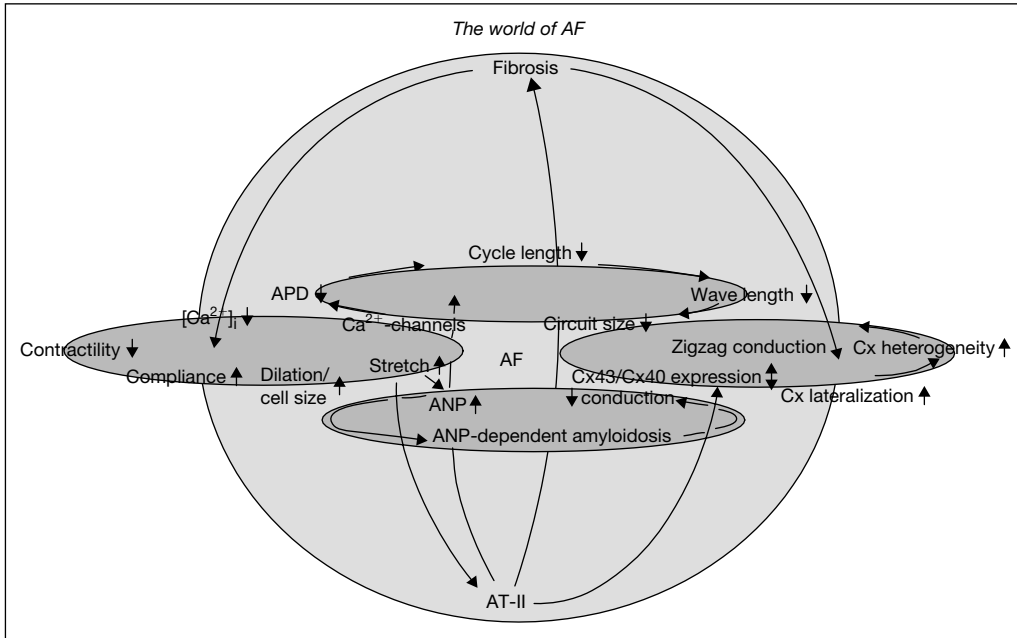 The world of AF
Fibrosis
Cycle length ↓
APD ↓
Wave length ↓
[Ca²⁺]ᵢ ↓
Ca²⁺-channels
Circuit size ↓
Contractility ↓
Compliance ↑
Dilation/
cell size ↑
Stretch ↑
AF
Zigzag conduction ↕
Cx heterogeneity ↑
Cx43/Cx40 expression ↕
Cx lateralization ↑
ANP ↑
↓ conduction
ANP-dependent amyloidosis
AT-II